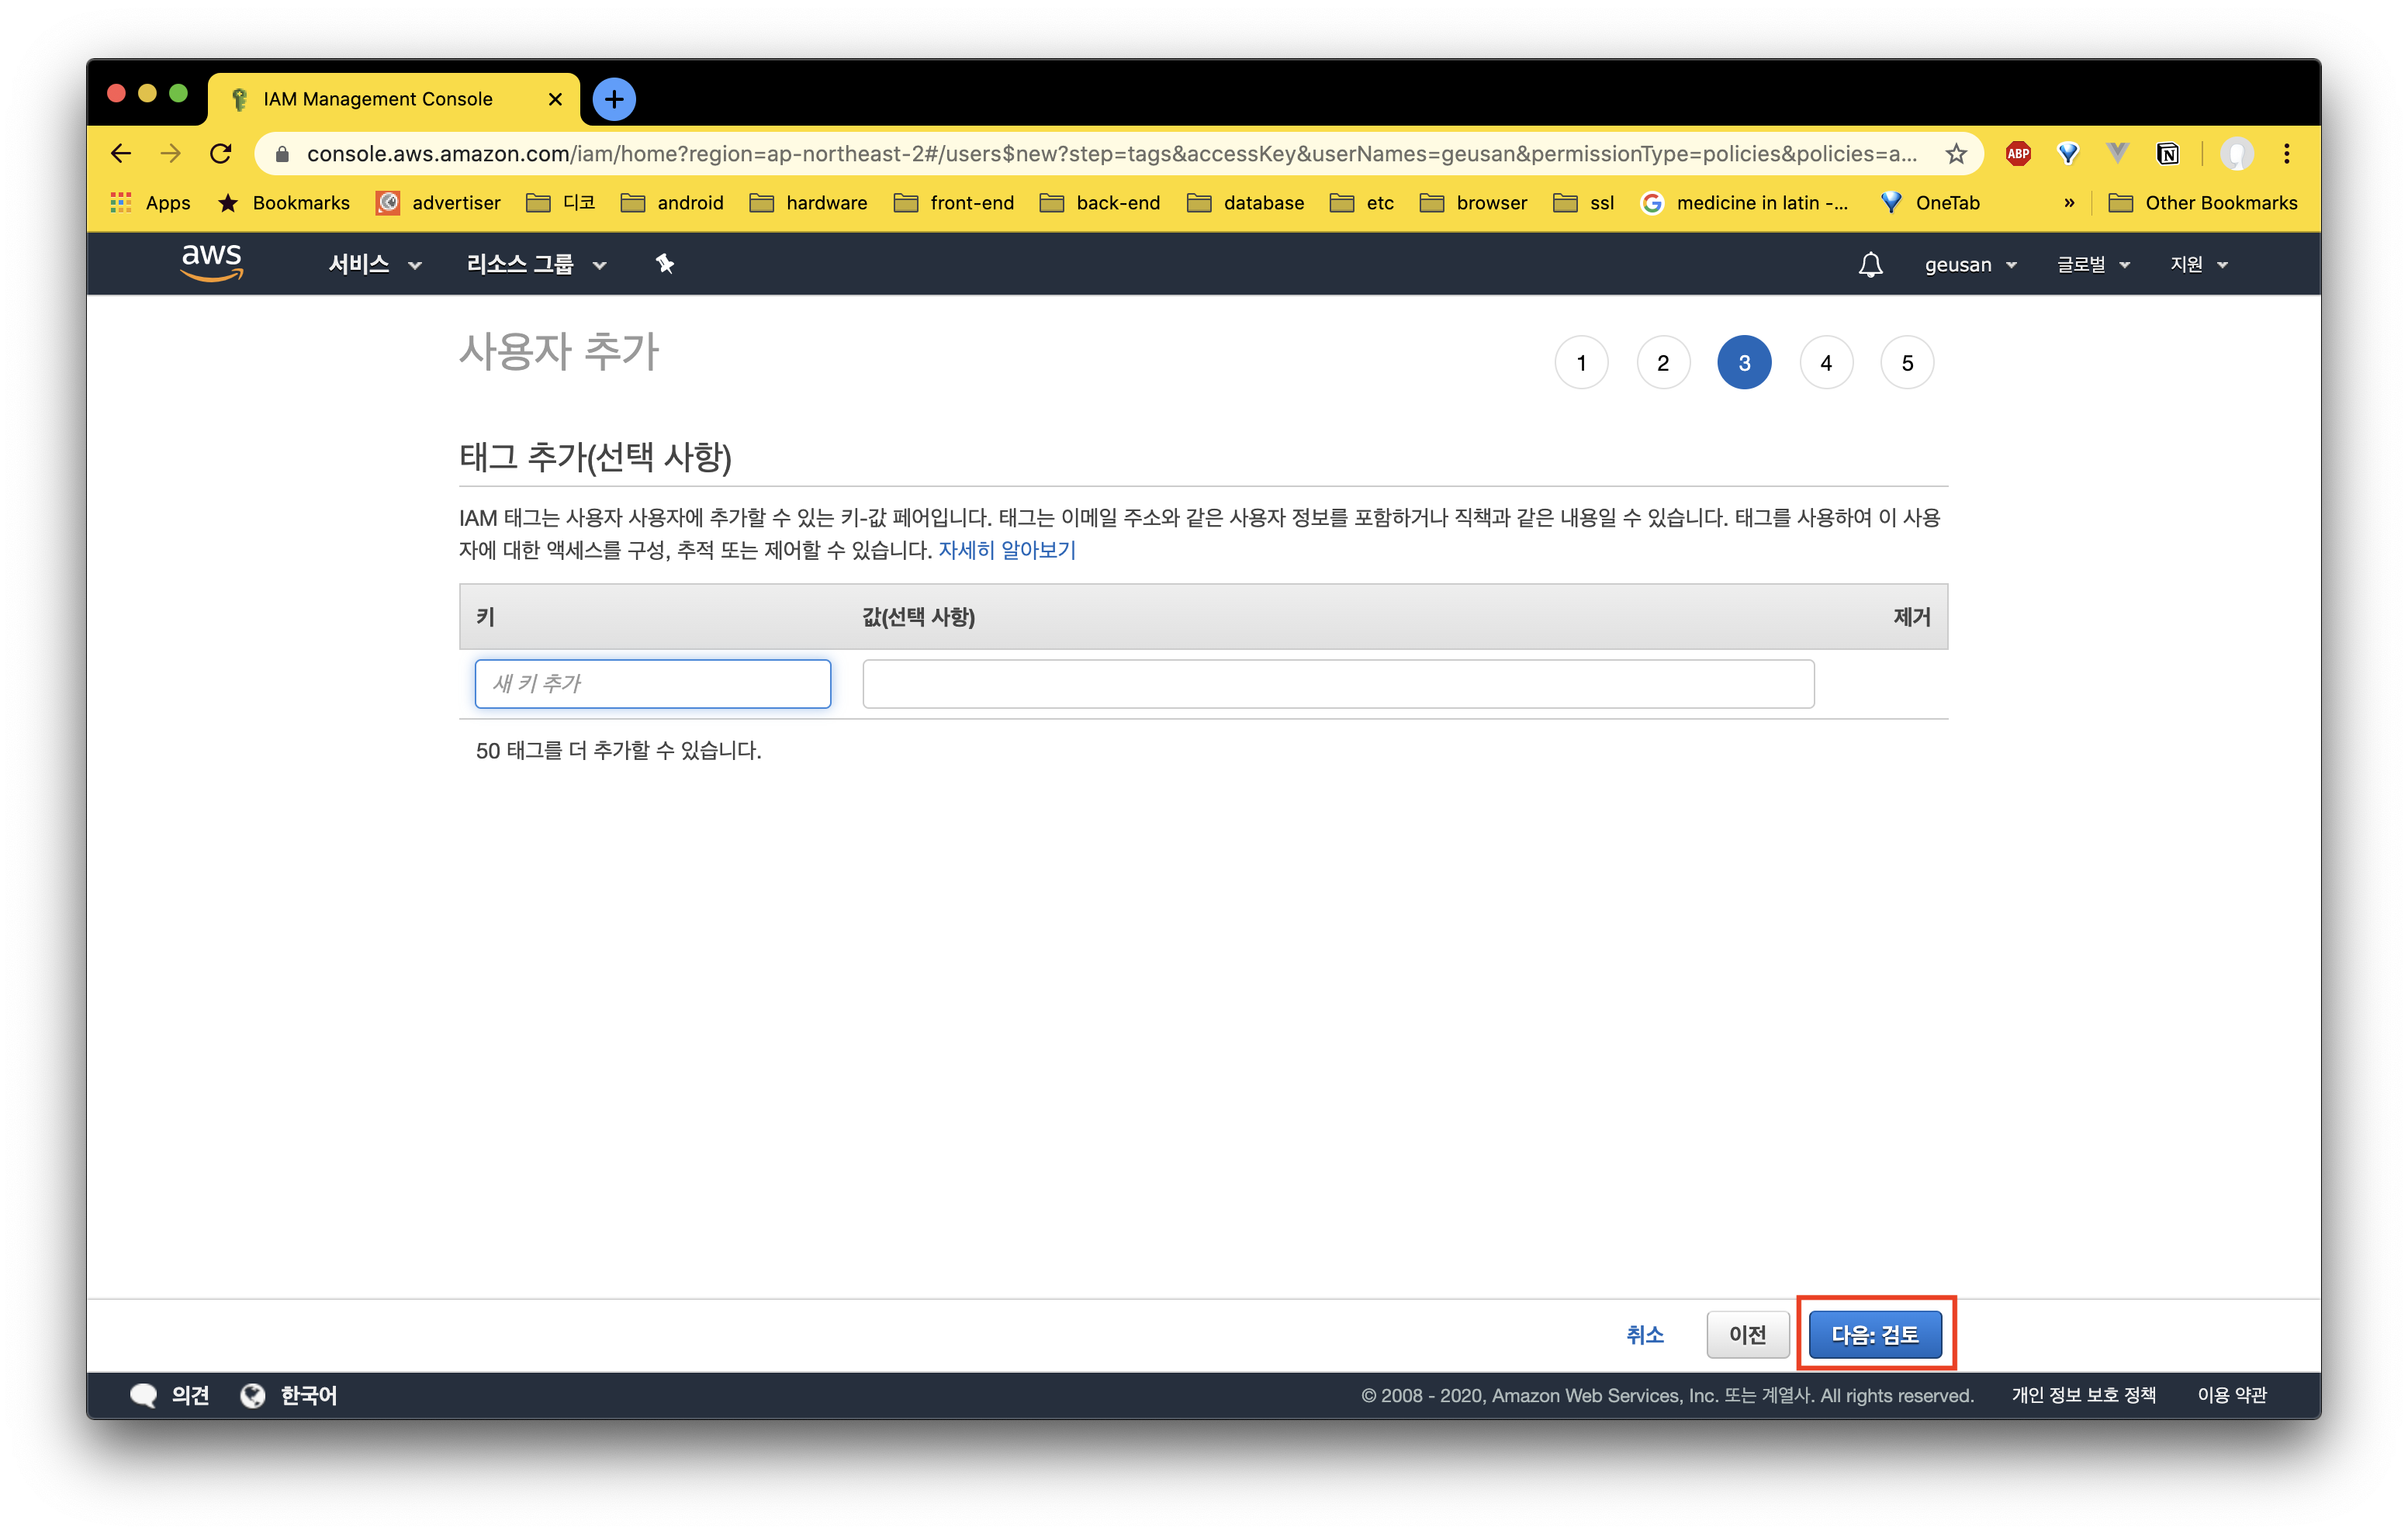 IAM Management Console
console.aws.amazon.com/iam/home?region=ap-northeast-2#/users$new?step=tags&accessKey&userNames=geusan&permissionType=policies&policies=a...
ABP
N
Apps
Bookmarks
advertiser
디코
android
hardware
front-end
back-end
database
etc
browser
ssl
medicine in latin -...
OneTab
»
Other Bookmarks
aws
서비스
리소스 그룹
geusan
글로벌
지원
사용자 추가
1 2 3 4 5
태그 추가(선택 사항)
IAM 태그는 사용자 사용자에 추가할 수 있는 키-값 페어입니다. 태그는 이메일 주소와 같은 사용자 정보를 포함하거나 직책과 같은 내용일 수 있습니다. 태그를 사용하여 이 사용
자에 대한 액세스를 구성, 추적 또는 제어할 수 있습니다. 자세히 알아보기
키 값(선택 사항) 제거
새 키 추가
50 태그를 더 추가할 수 있습니다.
취소 이전 다음: 검토
의견 한국어 © 2008 - 2020, Amazon Web Services, Inc. 또는 계열사. All rights reserved. 개인 정보 보호 정책 이용 약관